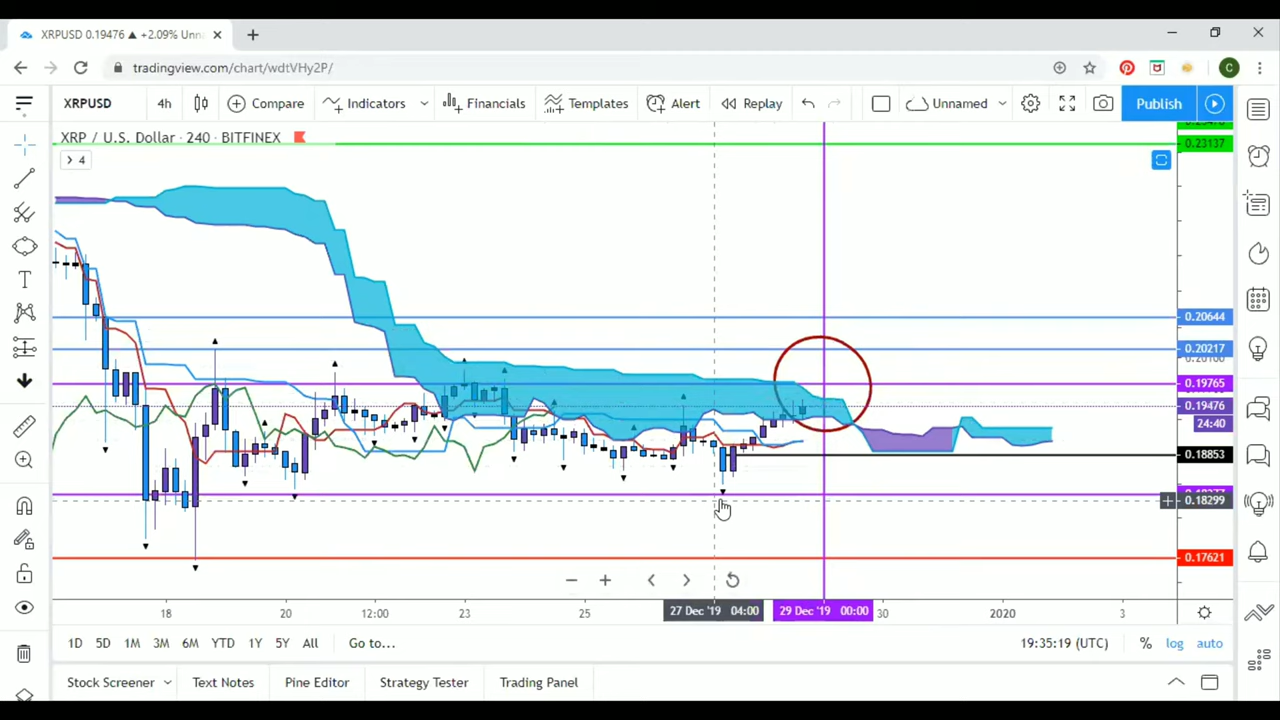 XRPUSD 0.19476 ▲ +2.09% Unna
tradingview.com/chart/wdtVHy2P/
C
XRPUSD 4h Compare Indicators Financials Templates Alert Replay Unnamed Publish
XRP / U.S. Dollar · 240 · BITFINEX
4
0.23137
0.20644
0.20217
0.19765
0.19476
24:40
0.18853
0.18299
0.17621
18 20 12:00 23 25 27 Dec '19 04:00 29 Dec '19 00:00 30 2020 3
1D 5D 1M 3M 6M YTD 1Y 5Y All Go to... 19:35:19 (UTC) % log auto
Stock Screener Text Notes Pine Editor Strategy Tester Trading Panel